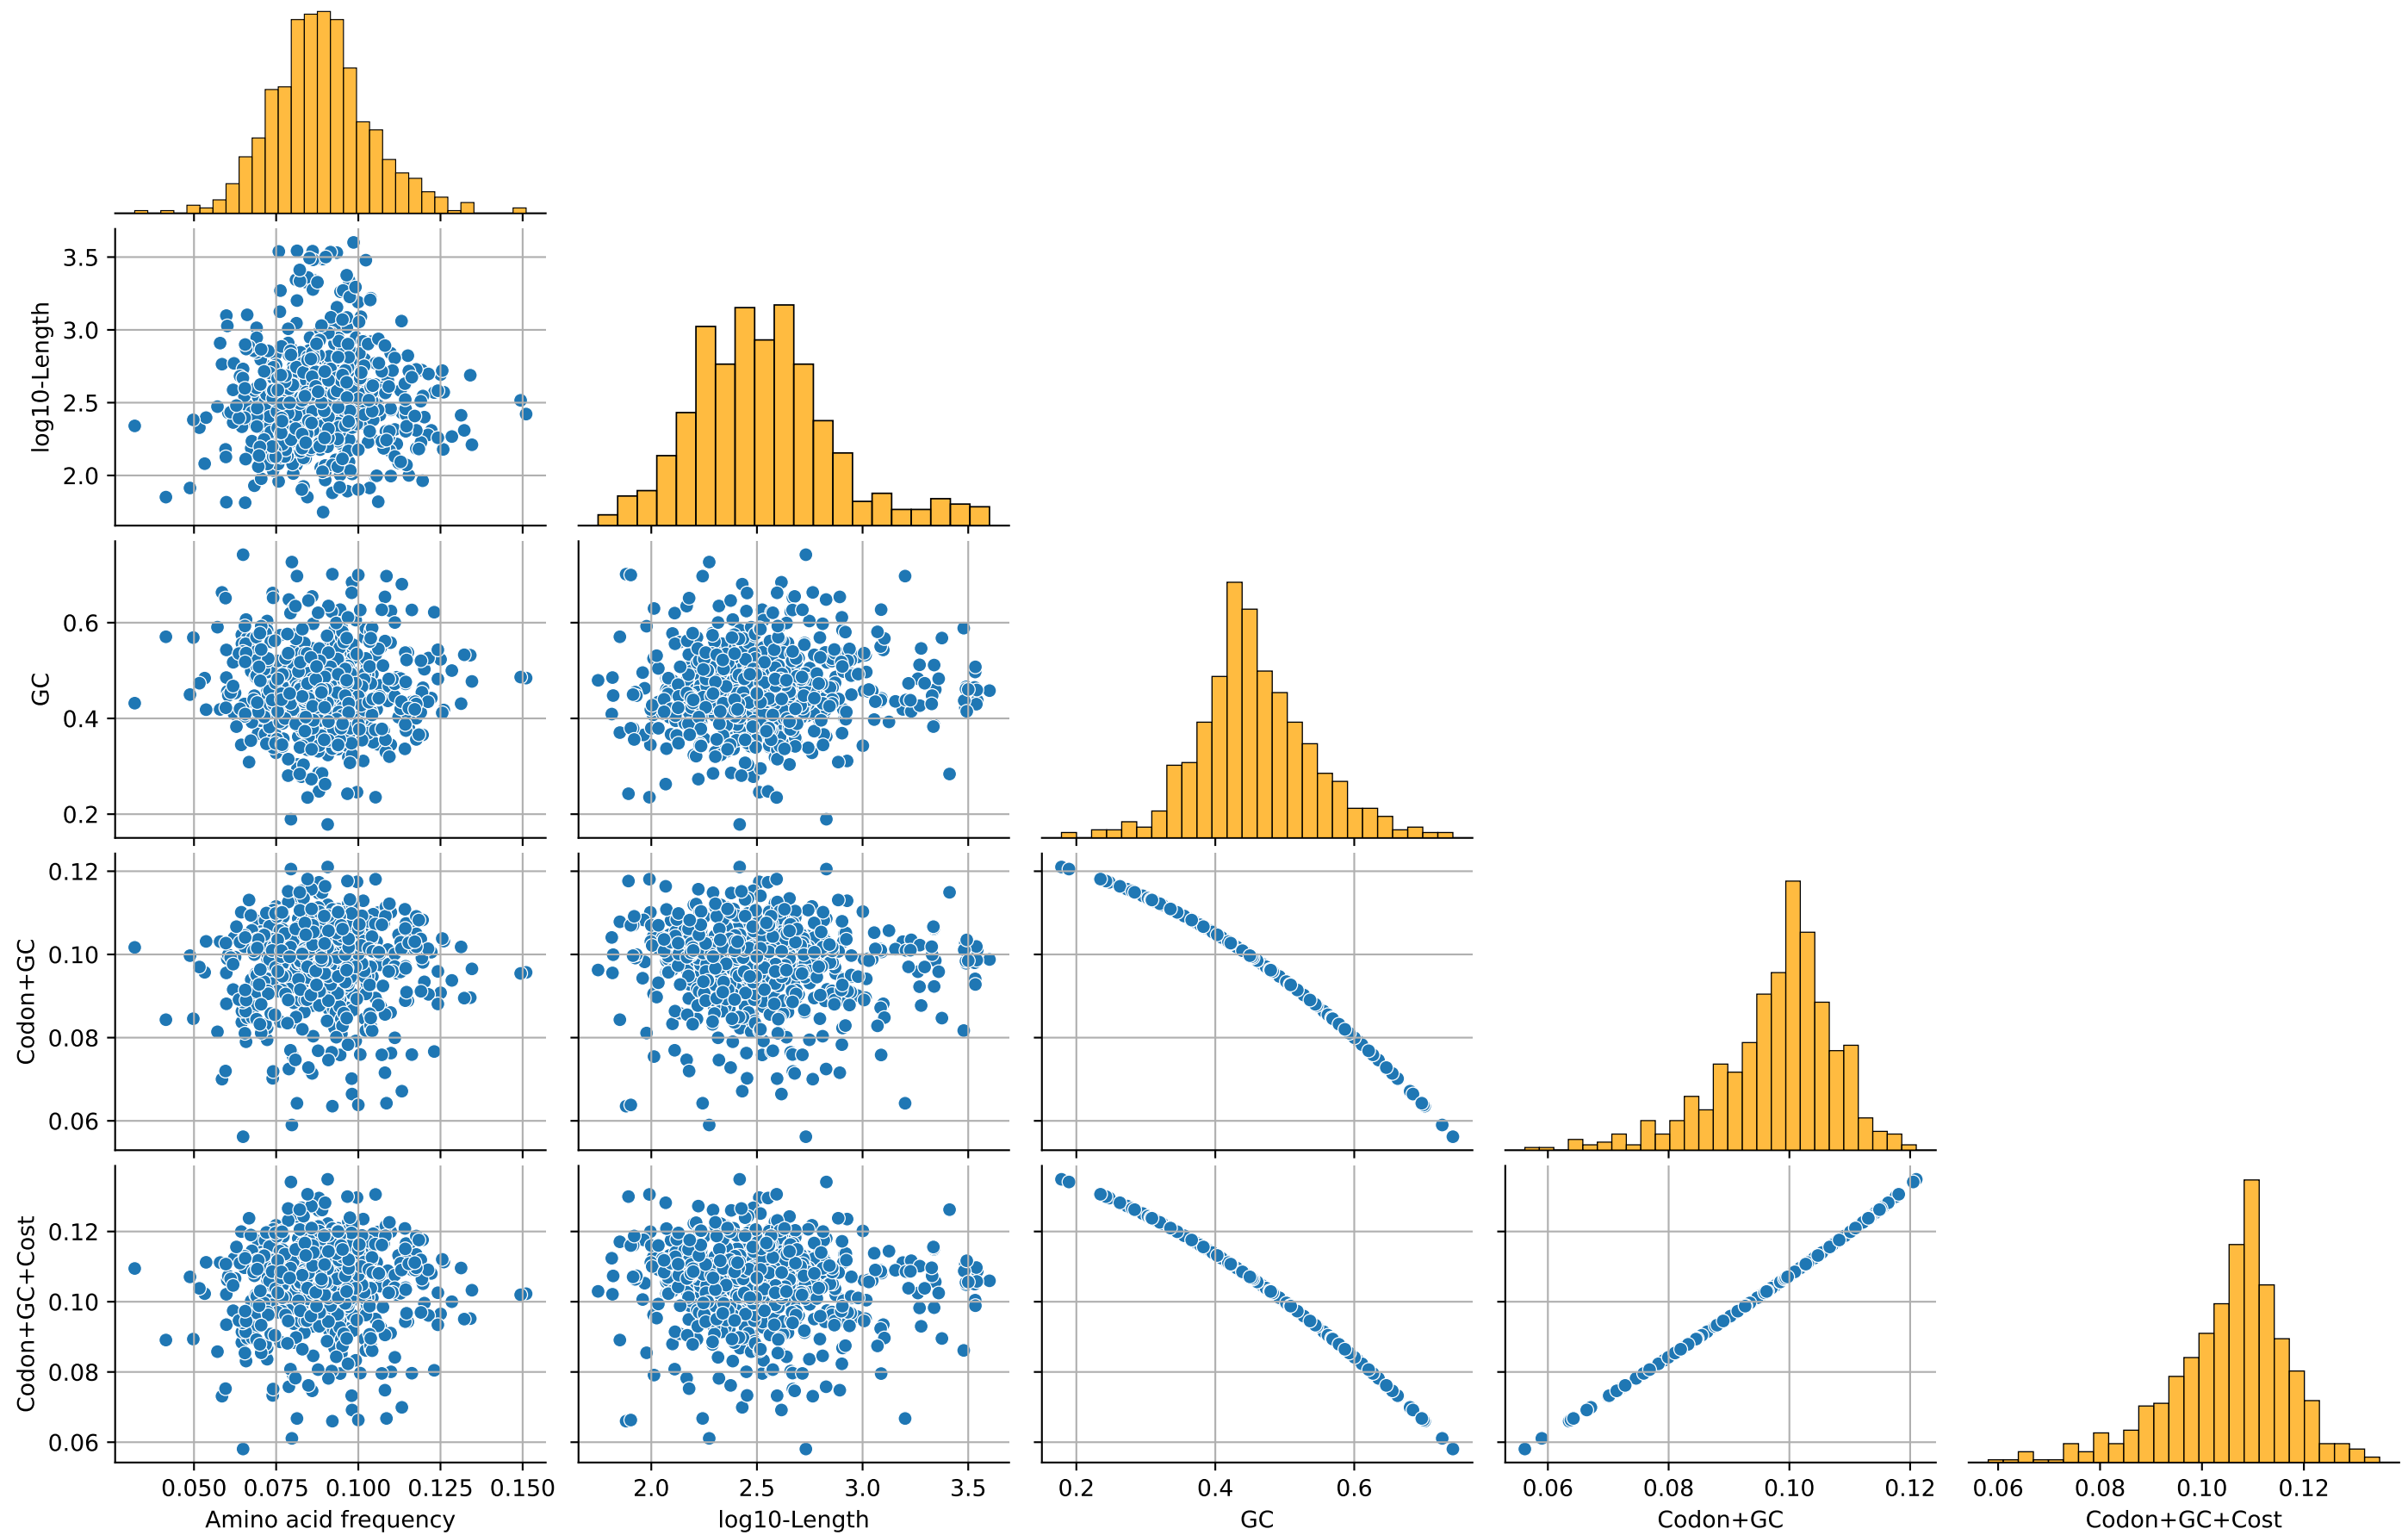 3.5
3.0
2.5
2.0
log10-Length
0.6
0.4
0.2
GC
0.12
0.10
0.08
0.06
Codon+GC
0.12
0.10
0.08
0.06
Codon+GC+Cost
0.050 0.075 0.100 0.125 0.150
Amino acid frequency
2.0 2.5 3.0 3.5
log10-Length
0.2 0.4 0.6
GC
0.06 0.08 0.10 0.12
Codon+GC
0.06 0.08 0.10 0.12
Codon+GC+Cost